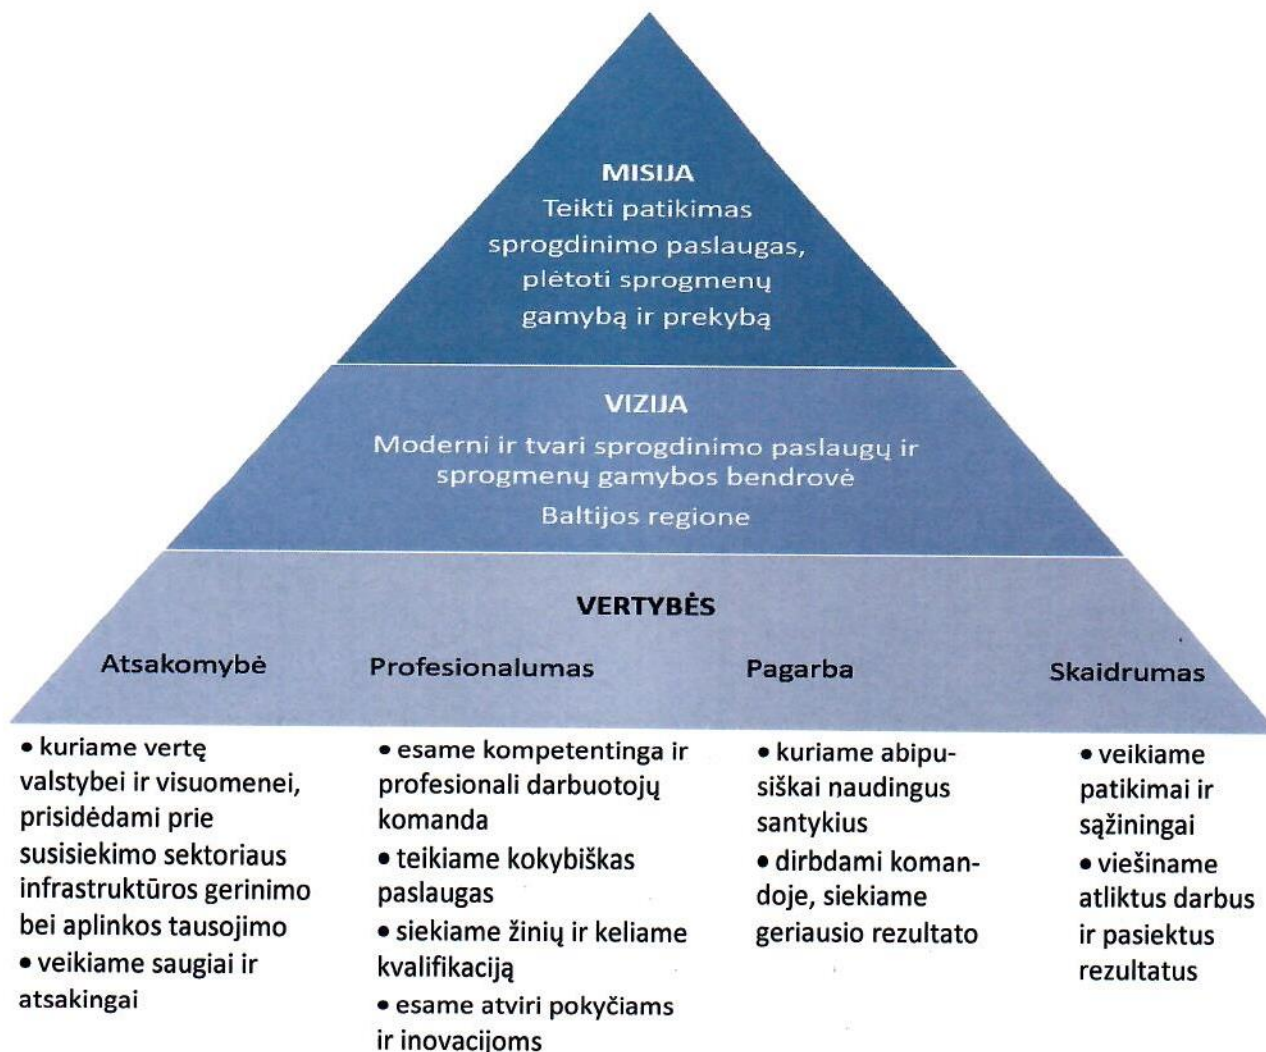 MISIJA
Teikti patikimas
sprogdinimo paslaugas,
plėtoti sprogmenų
gamybą ir prekybą
VIZIJA
Moderni ir tvari sprogdinimo paslaugų ir
sprogmenų gamybos bendrovė
Baltijos regione
VERTYBĖS
Atsakomybė
Profesionalumas
Pagarba
Skaidrumas
• kuriame vertę
valstybei ir visuomenei,
prisidėdami prie
susisiekimo sektoriaus
infrastruktūros gerinimo
bei aplinkos tausojimo
• veikiame saugiai ir
atsakingai
• esame kompetentinga ir
profesionali darbuotojų
komanda
• teikiame kokybiškas
paslaugas
• siekiame žinių ir keliame
kvalifikaciją
• esame atviri pokyčiams
ir inovacijoms
• kuriame abipu-
siškai naudingus
santykius
• dirbdami koman-
doje, siekiame
geriausio rezultato
• veikiame
patikimai ir
sąžiningai
• viešiname
atliktus darbus
ir pasiektus
rezultatus